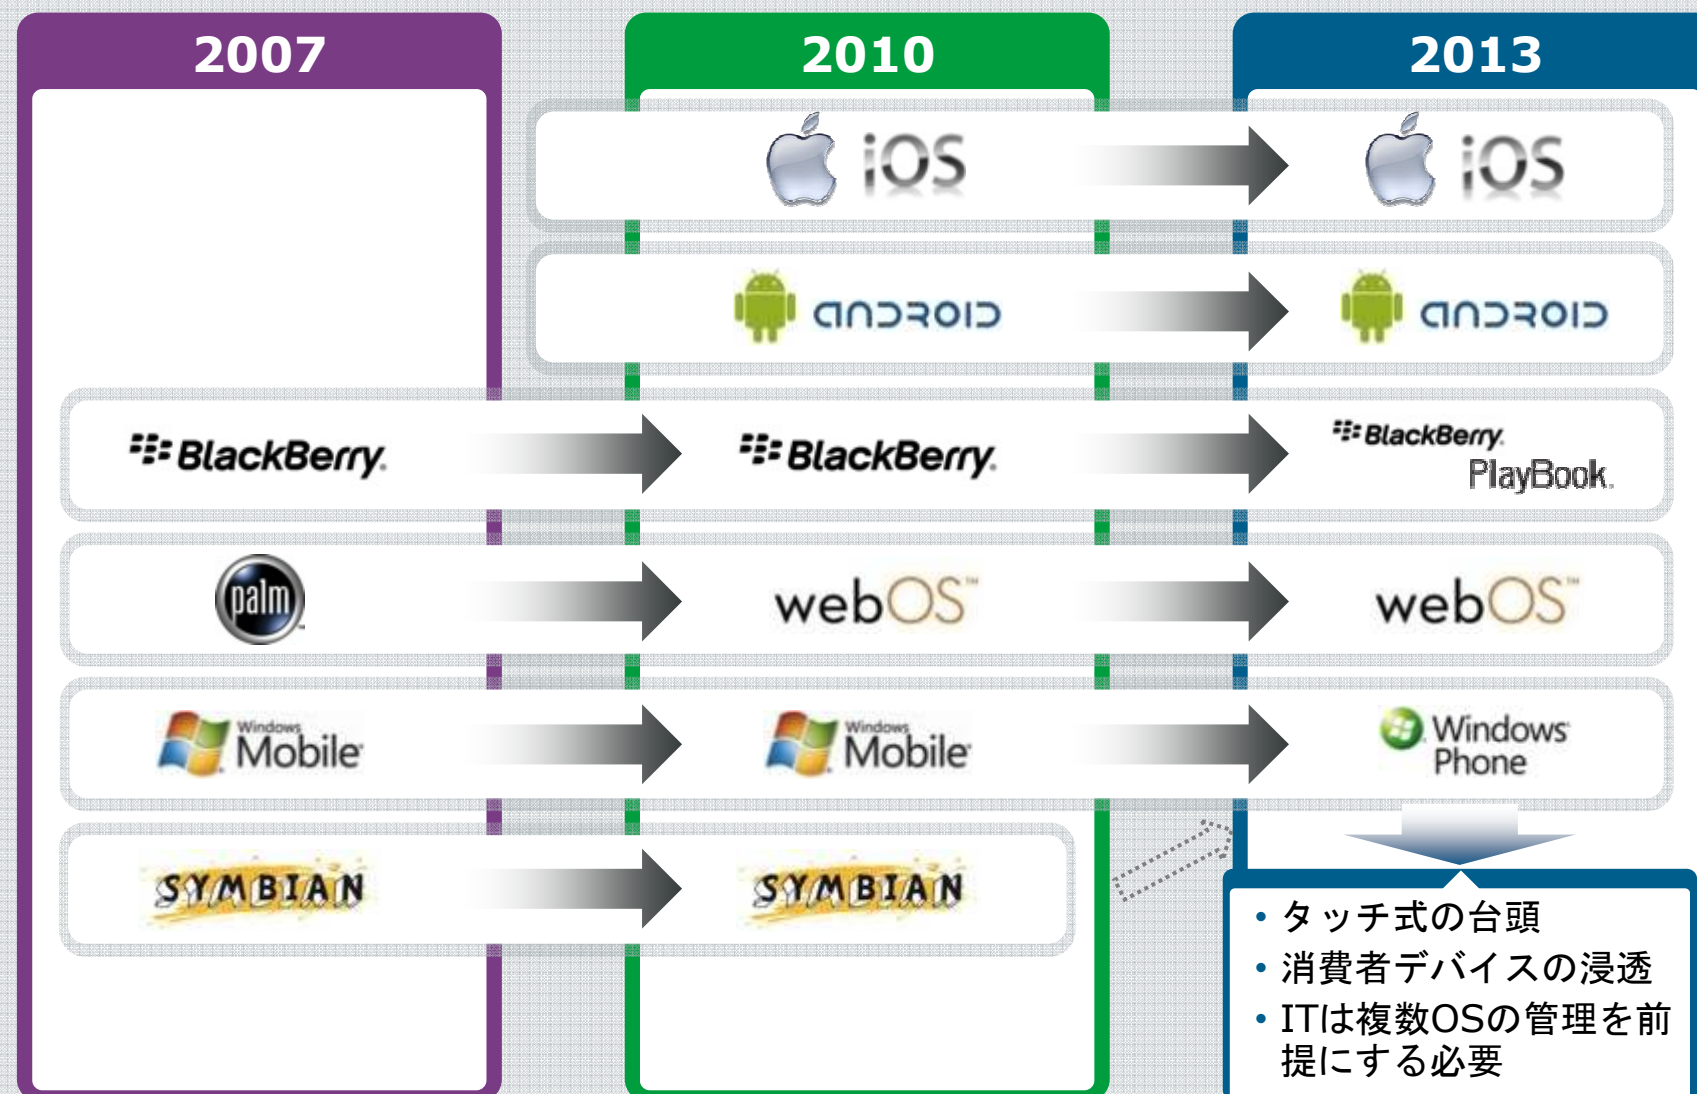 2007
2010
2013
iOS
iOS
ANDROID
ANDROID
BlackBerry.
BlackBerry.
BlackBerry.
PlayBook.
palm
webOS™
webOS™
Windows
Mobile
Windows
Mobile
Windows
Phone
SYMBIAN
SYMBIAN
• タッチ式の台頭
• 消費者デバイスの浸透
• ITは複数OSの管理を前
提にする必要